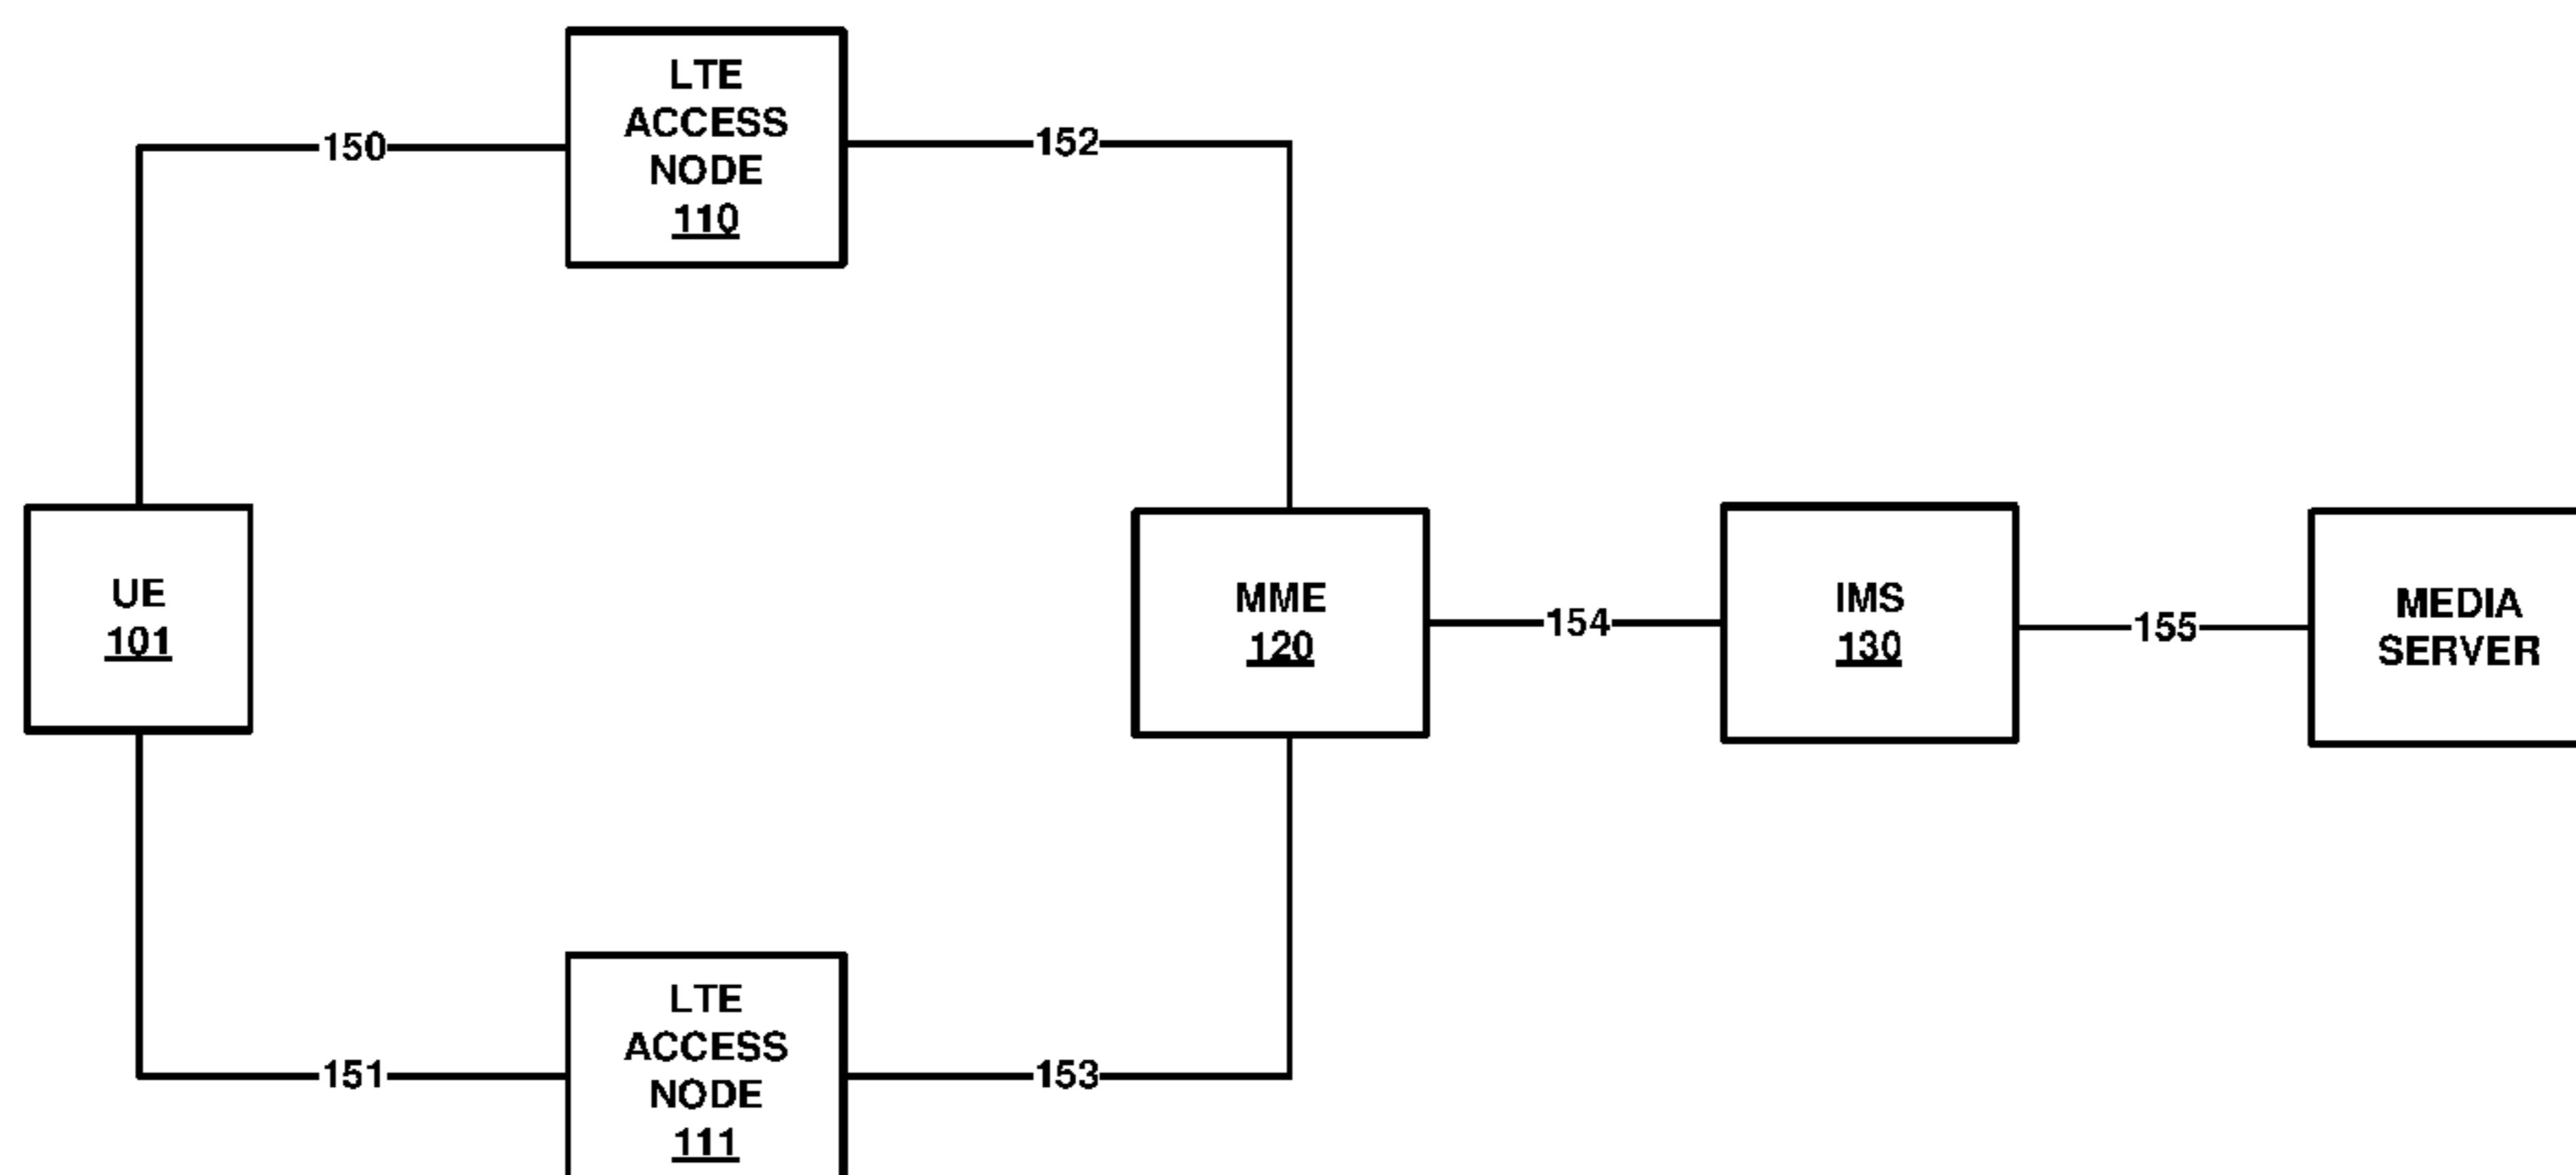 LTE
ACCESS
NODE
110
150
152
UE
101
MME
120
154
IMS
130
155
MEDIA
SERVER
LTE
ACCESS
NODE
111
151
153